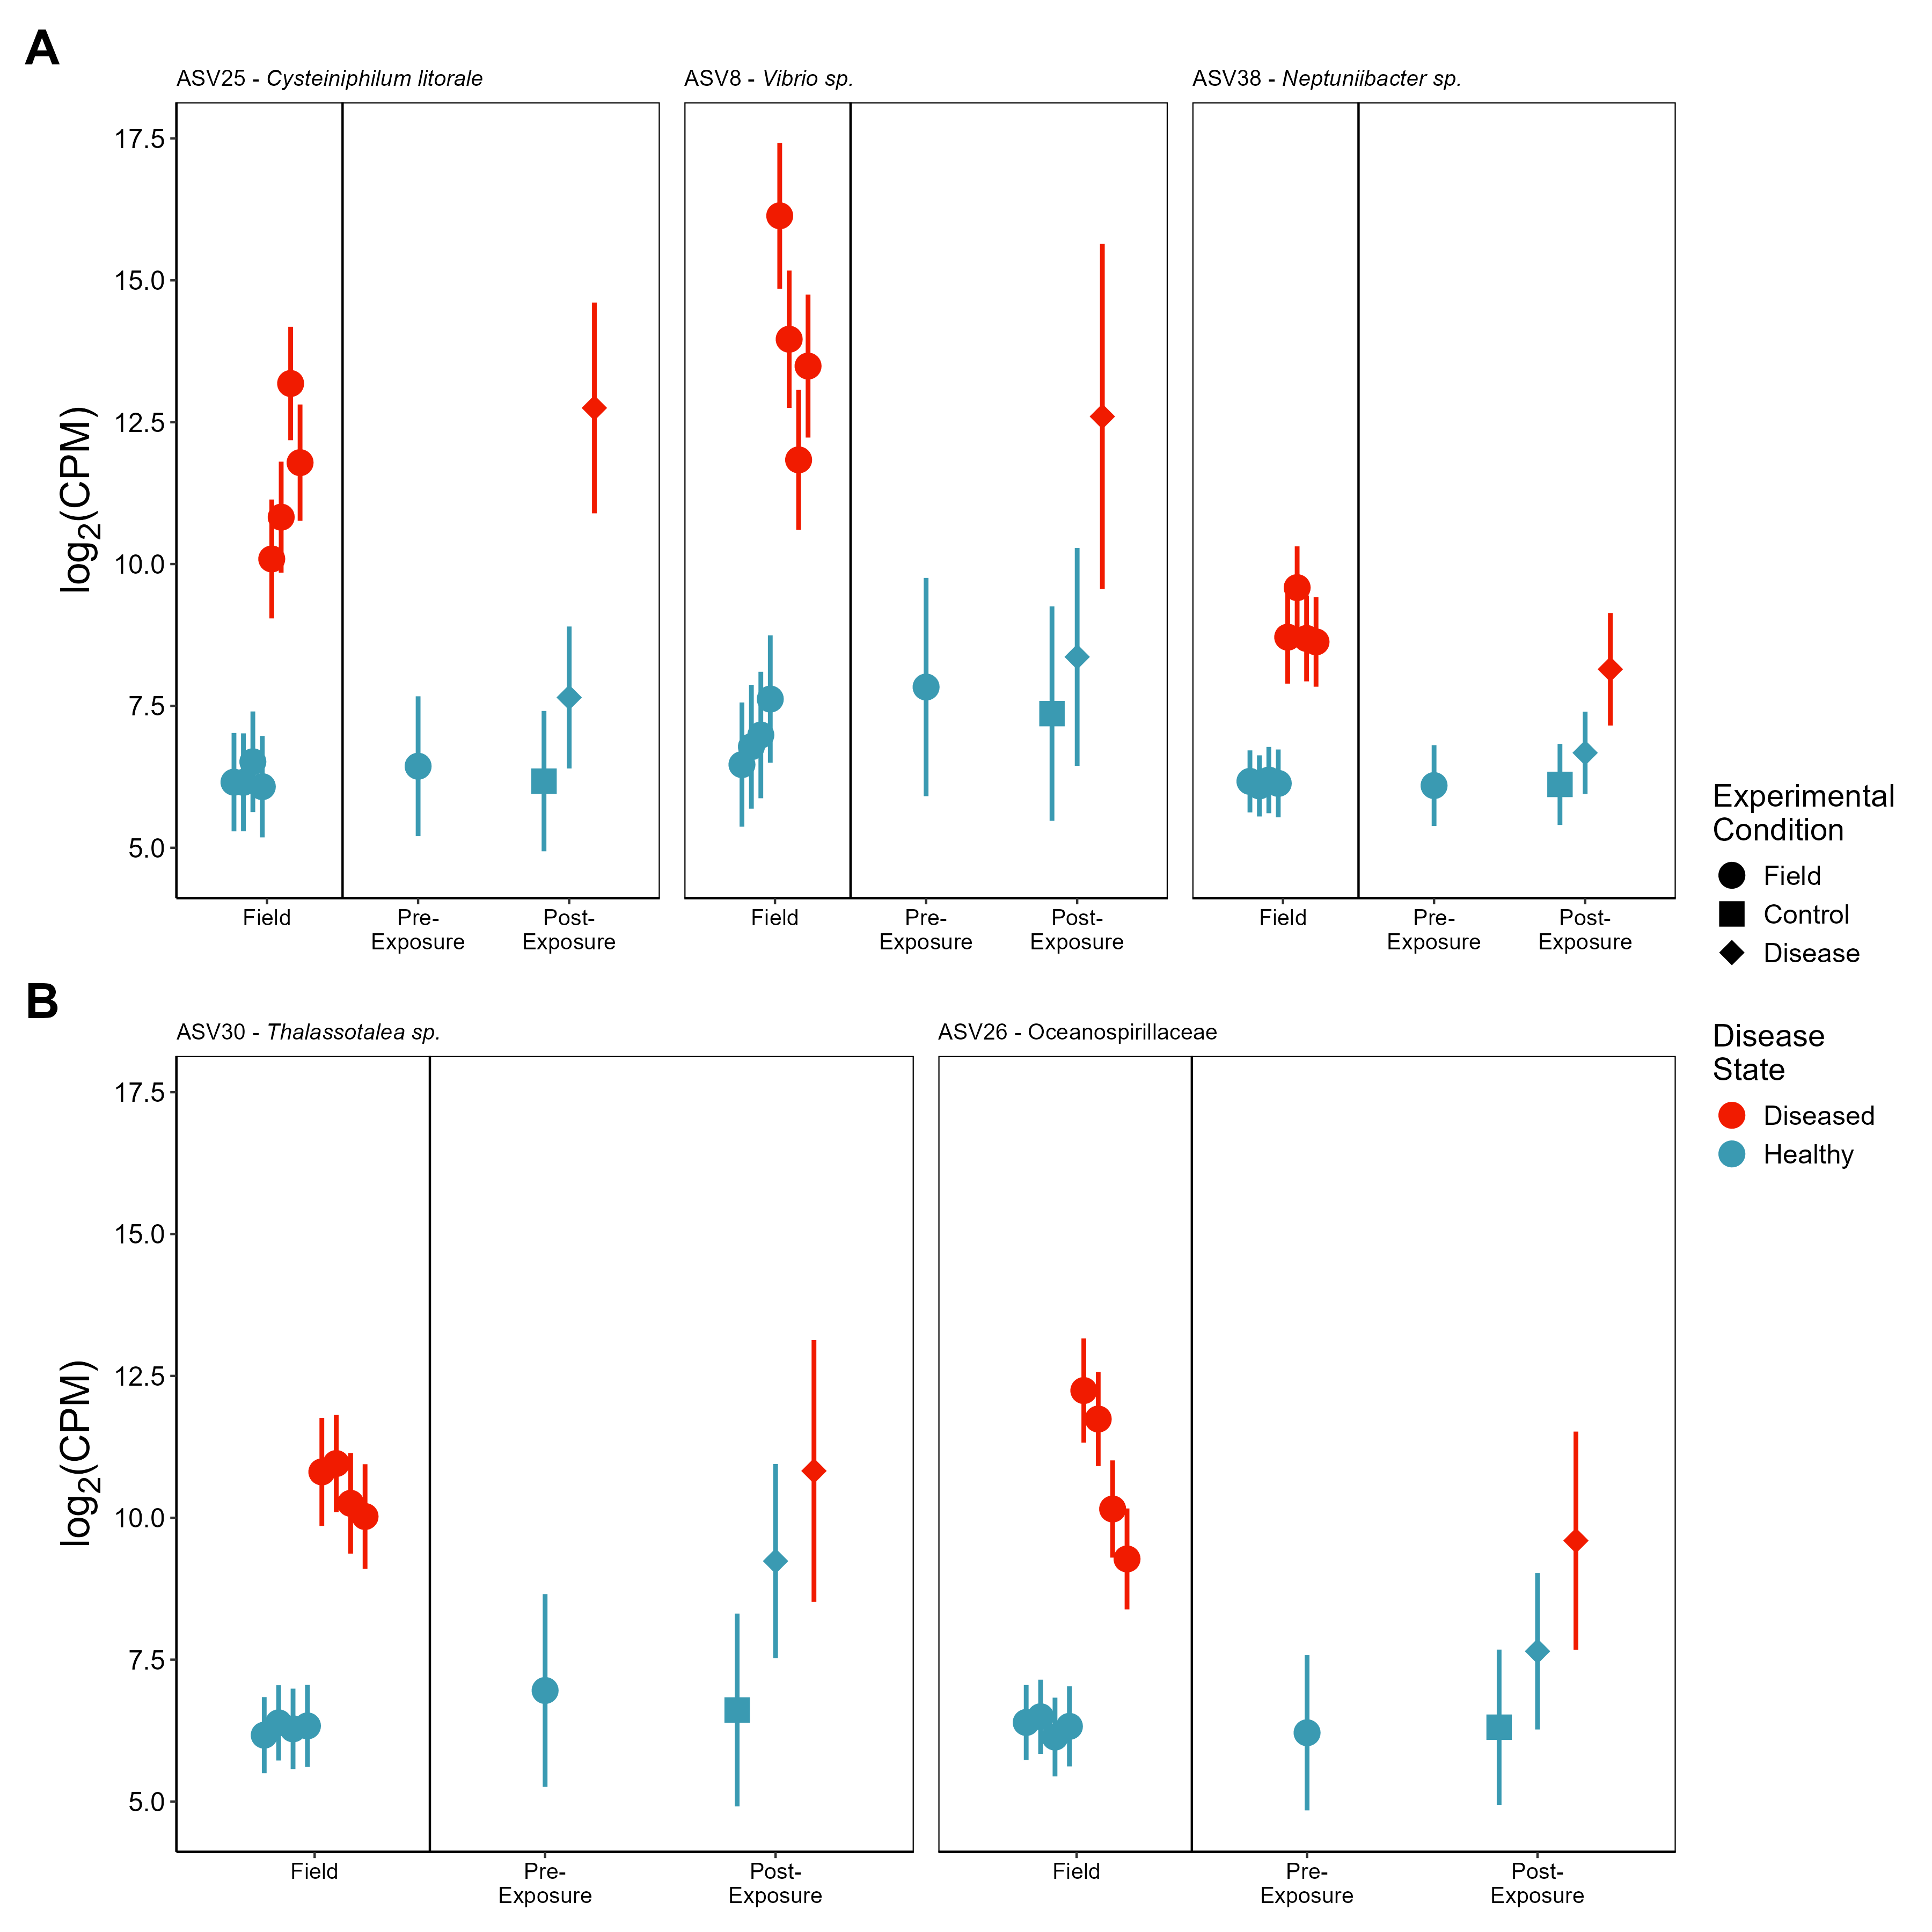 A
ASV25 - Cysteiniphilum litorale
ASV8 - Vibrio sp.
ASV38 - Neptuniibacter sp.
log2(CPM)
17.5
15.0
12.5
10.0
7.5
5.0
Field
Pre-
Exposure
Post-
Exposure
Field
Pre-
Exposure
Post-
Exposure
Field
Pre-
Exposure
Post-
Exposure
Experimental
Condition
Field
Control
Disease
B
ASV30 - Thalassotalea sp.
ASV26 - Oceanospirillaceae
log2(CPM)
17.5
15.0
12.5
10.0
7.5
5.0
Field
Pre-
Exposure
Post-
Exposure
Field
Pre-
Exposure
Post-
Exposure
Disease
State
Diseased
Healthy